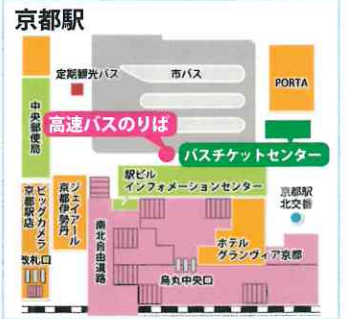 京都駅
定期観光バス
市バス
PORTA
中央郵便局
高速バスのりば
バスチケットセンター
駅ビル
インフォメーションセンター
京都駅
北交番
ジェイアール
京都伊勢丹
ビックカメラ
京都駅店
南北自由通路
ホテル
グランヴィア京都
改札口
烏丸中央口